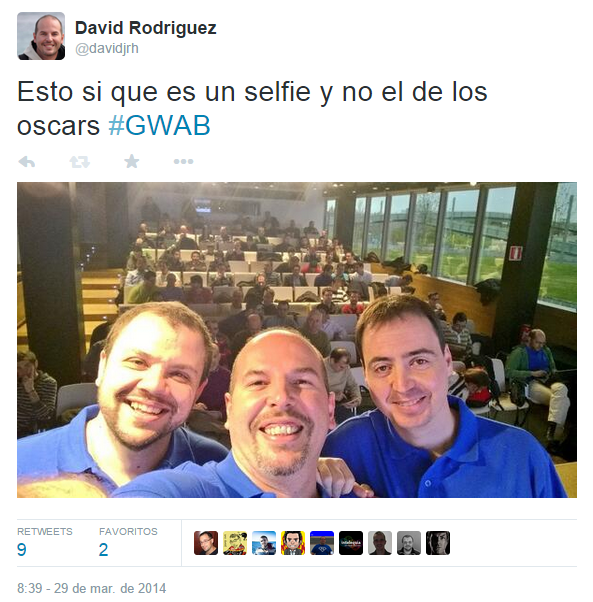 David Rodriguez
@davidjrh
Esto si que es un selfie y no el de los
oscars #GWAB
RETWEETS
FAVORITOS
9
2
8:39 - 29 de mar. de 2014